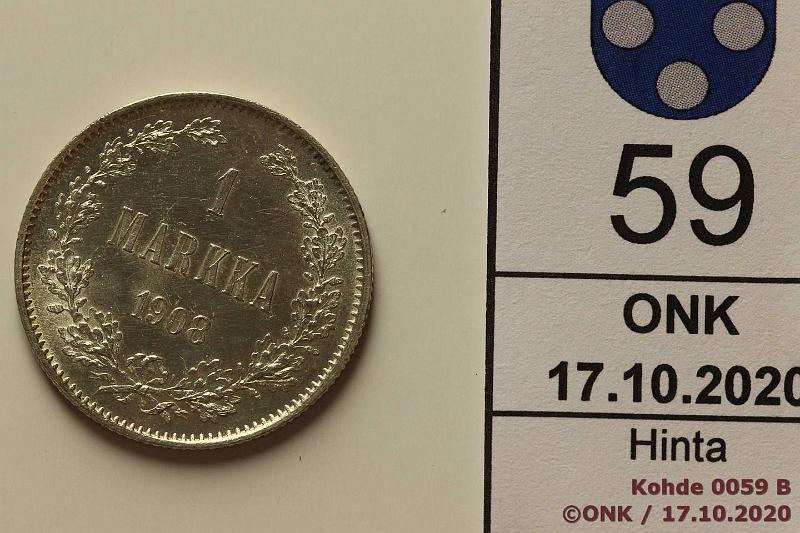 1
MARKKA
1908
59
ONK
17.10.2020
Hinta
Kohde 0059 B
©ONK / 17.10.2020